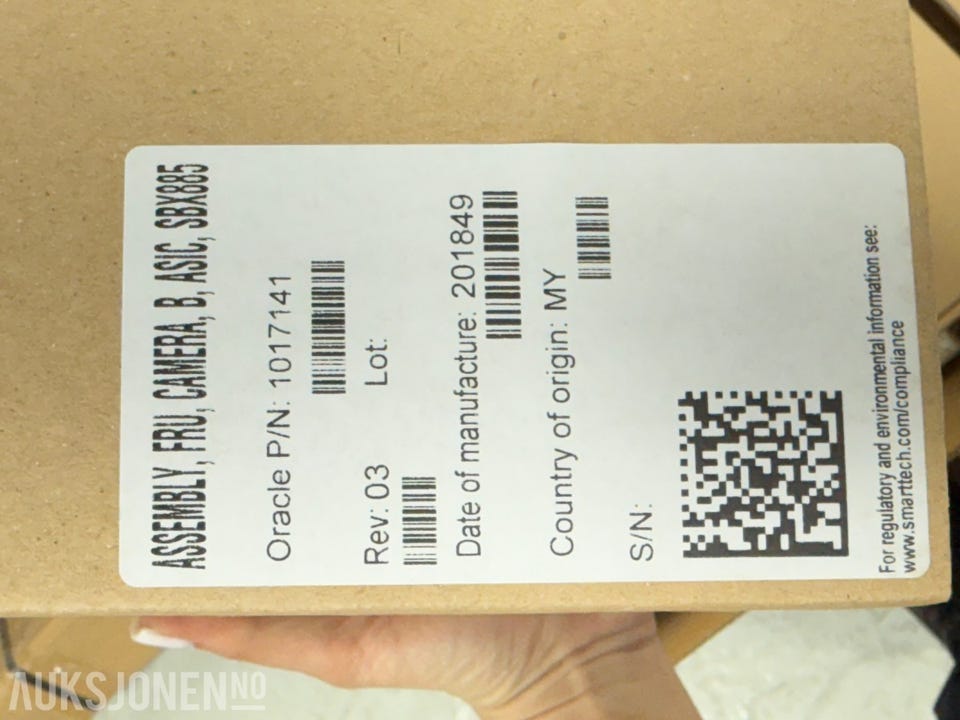 ASSEMBLY, FRU, CAMERA, B, ASIC, SBX885
Oracle P/N: 1017141
Rev: 03 Lot:
Date of manufacture: 201849
Country of origin: MY
S/N:
For regulatory and environmental information see:
www.smarttech.com/compliance
AUKSJONEN NO